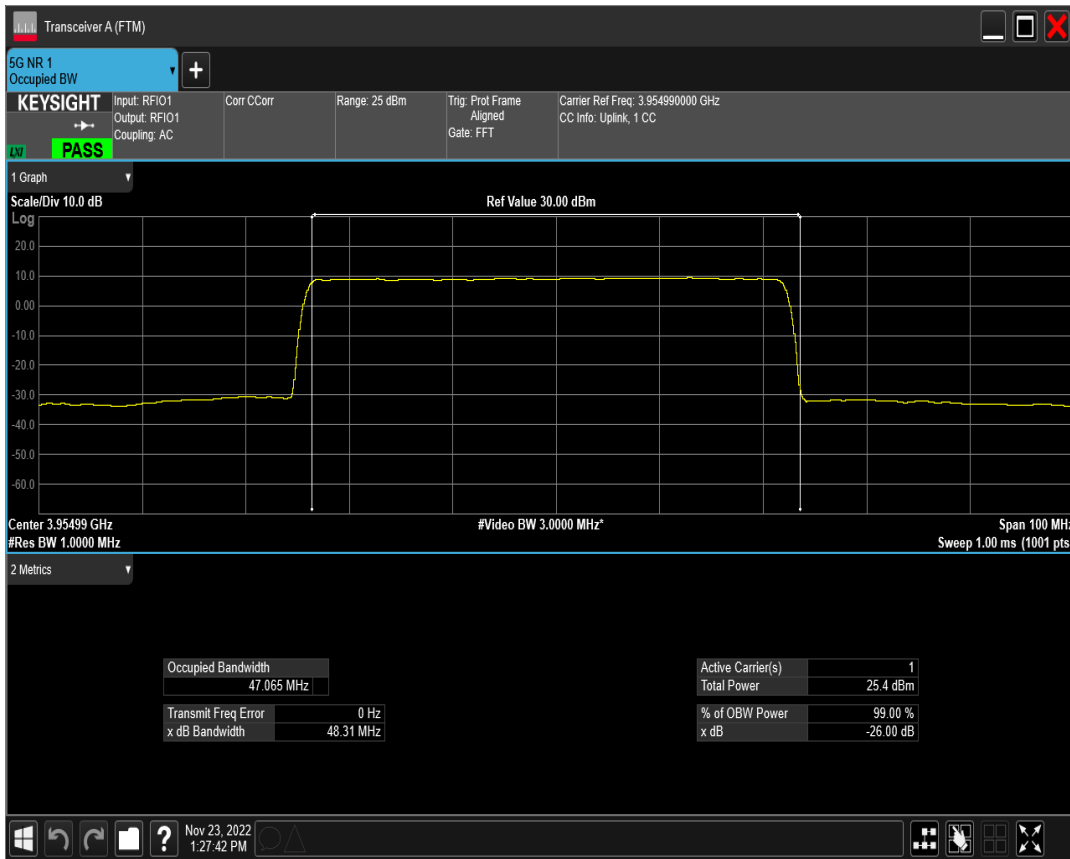 Transceiver A (FTM)
5G NR 1
Occupied BW
+
KEYSIGHT
LXI
PASS
Input: RFIO1
Output: RFIO1
Coupling: AC
Corr CCorr
Range: 25 dBm
Trig: Prot Frame
Aligned
Gate: FFT
Carrier Ref Freq: 3.954990000 GHz
CC Info: Uplink, 1 CC
1 Graph
Scale/Div 10.0 dB
Ref Value 30.00 dBm
Log
20.0
10.0
0.00
-10.0
-20.0
-30.0
-40.0
-50.0
-60.0
Center 3.95499 GHz
#Video BW 3.0000 MHz*
Span 100 MHz
#Res BW 1.0000 MHz
Sweep 1.00 ms (1001 pts
2 Metrics
Occupied Bandwidth
47.065 MHz
Transmit Freq Error 0 Hz
x dB Bandwidth 48.31 MHz
Active Carrier(s) 1
Total Power 25.4 dBm
% of OBW Power 99.00 %
x dB -26.00 dB
?
Nov 23, 2022
1:27:42 PM